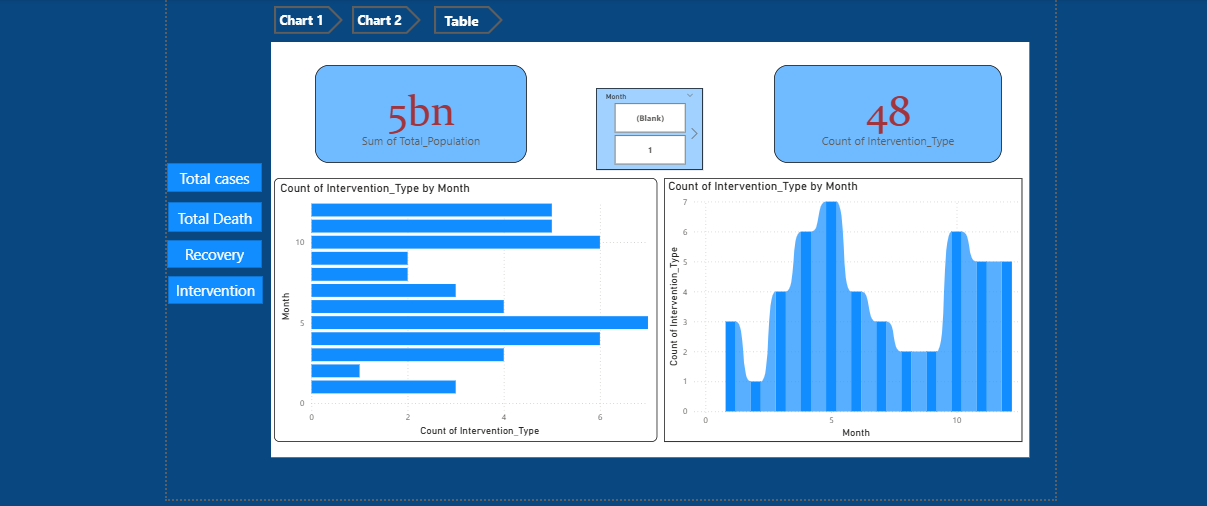 Chart 1
Chart 2
Table
5bn
Sum of Total_Population
Month
(Blank)
1
48
Count of Intervention_Type
Total cases
Total Death
Recovery
Intervention
Count of Intervention_Type by Month
Month
10
5
0
0
2
4
6
Count of Intervention_Type
Count of Intervention_Type by Month
Count of Intervention_Type
7
6
5
4
3
2
1
0
0
5
10
Month